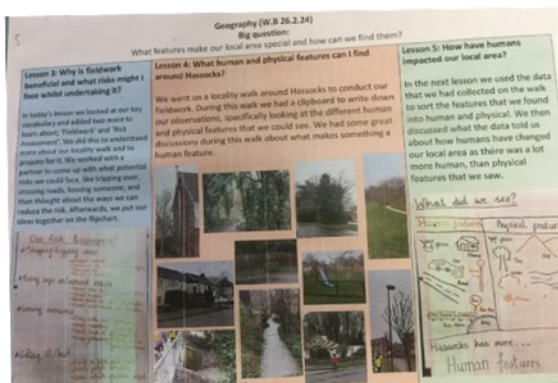 Geography (W.B 26.2.24)
Big question:
What features make our local area special and how can we find them?
Lesson 3: Why is fieldwork
beneficial and what risks might I
face whilst undertaking it?
In today's lesson we looked at our key
vocabulary and added two more to
learn about; 'Fieldwork' and 'Risk
Assessment'. We did this to understand
more about our locality walk and to
prepare for it. We worked with a
partner to come up with what potential
risks we could face, like tripping over,
crossing roads, loosing someone, and
then thought about the ways we can
reduce the risk. Afterwards, we put our
ideas together on the flipchart.
Our Risk Assessment
Lesson 4: What human and physical features can I find
around Hassocks?
We went on a locality walk around Hassocks to conduct our
fieldwork. During this walk we had a clipboard to write down
our observations, specifically looking at the different human
and physical features that we could see. We had some great
discussions during this walk about what makes something a
human feature.
Lesson 5: How have humans
impacted our local area?
In the next lesson we used the data
that we had collected on the walk
to sort the features that we found
into human and physical. We then
discussed what the data told us
about how humans have changed
our local area as there was a lot
more human, than physical
features that we saw.
What did we see?
Human features
Physical features
Hassocks has more...
Human features